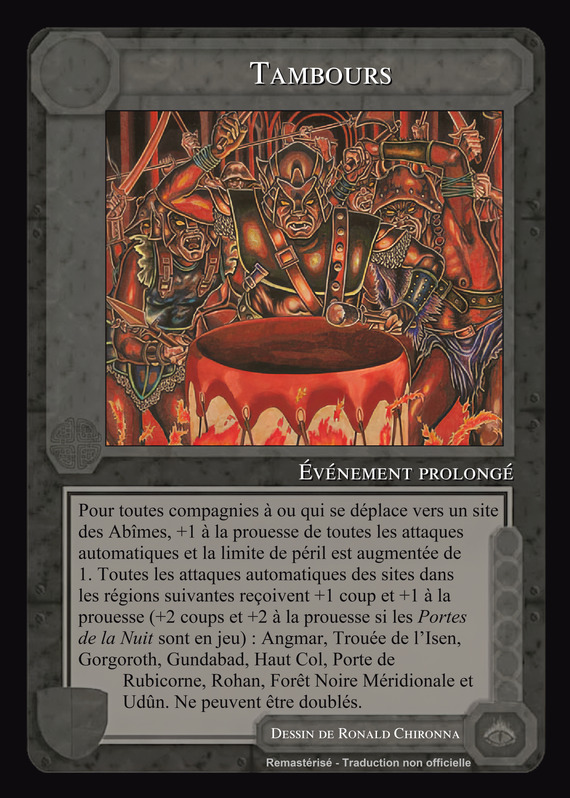 TAMBOURS
ÉVÉNEMENT PROLONGÉ
Pour toutes compagnies à ou qui se déplace vers un site
des Abîmes, +1 à la prouesse de toutes les attaques
automatiques et la limite de péril est augmentée de
1. Toutes les attaques automatiques des sites dans
les régions suivantes reçoivent +1 coup et +1 à la
prouesse (+2 coups et +2 à la prouesse si les Portes
de la Nuit sont en jeu) : Angmar, Trouée de l'Isen,
Gorgoroth, Gundabad, Haut Col, Porte de
Rubicorne, Rohan, Forêt Noire Méridionale et
Udûn. Ne peuvent être doublés.
DESSIN DE RONALD CHIRONNA
Remastérisé - Traduction non officielle